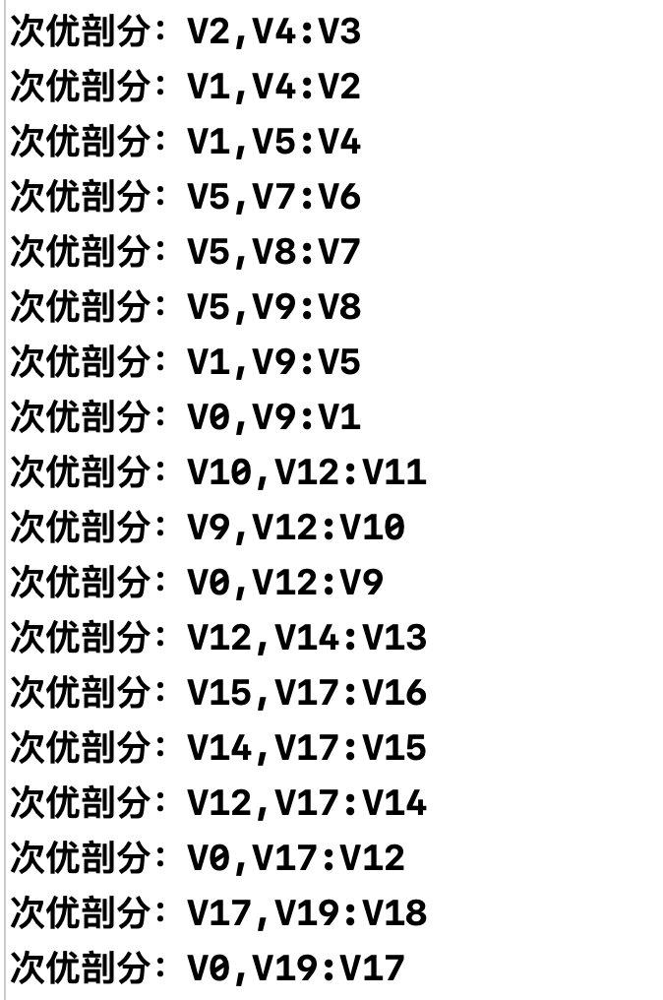 次优剖分：V2,V4:V3
次优剖分：V1,V4:V2
次优剖分：V1,V5:V4
次优剖分：V5,V7:V6
次优剖分：V5,V8:V7
次优剖分：V5,V9:V8
次优剖分：V1,V9:V5
次优剖分：V0,V9:V1
次优剖分：V10,V12:V11
次优剖分：V9,V12:V10
次优剖分：V0,V12:V9
次优剖分：V12,V14:V13
次优剖分：V15,V17:V16
次优剖分：V14,V17:V15
次优剖分：V12,V17:V14
次优剖分：V0,V17:V12
次优剖分：V17,V19:V18
次优剖分：V0,V19:V17